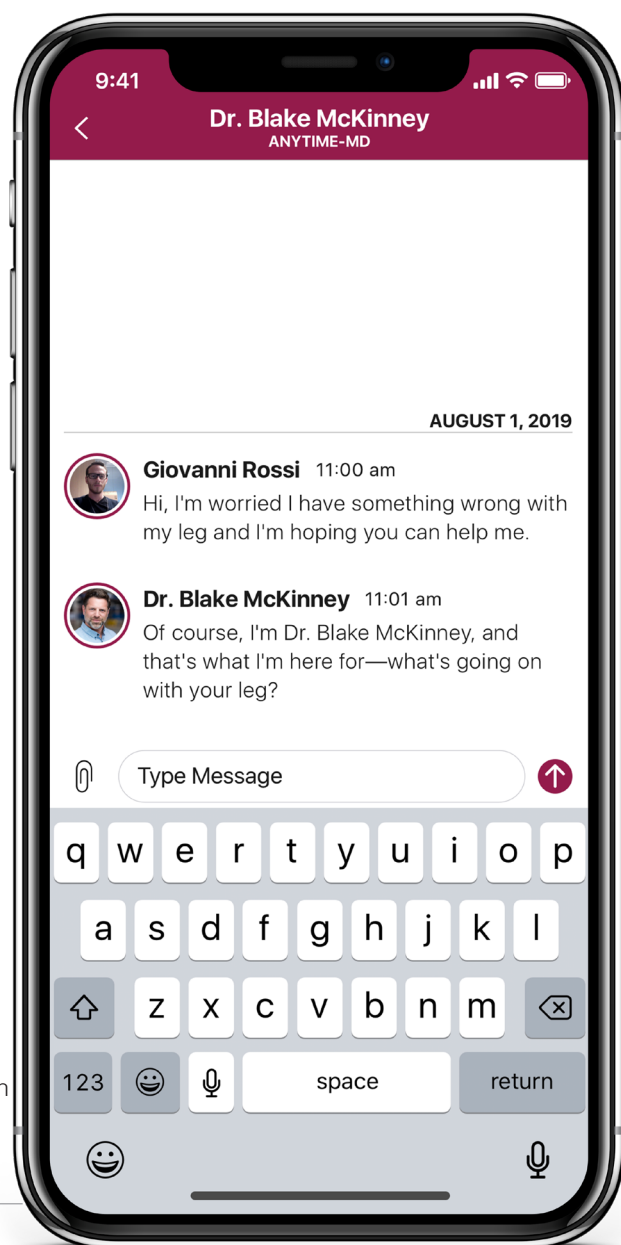 9:41
Dr. Blake McKinney
ANYTIME-MD
AUGUST 1, 2019
Giovanni Rossi 11:00 am
Hi, I'm worried I have something wrong with
my leg and I'm hoping you can help me.
Dr. Blake McKinney 11:01 am
Of course, I'm Dr. Blake McKinney, and
that's what I'm here for—what's going on
with your leg?
Type Message
q w e r t y u i o p
a s d f g h j k l
z x c v b n m
123 space return